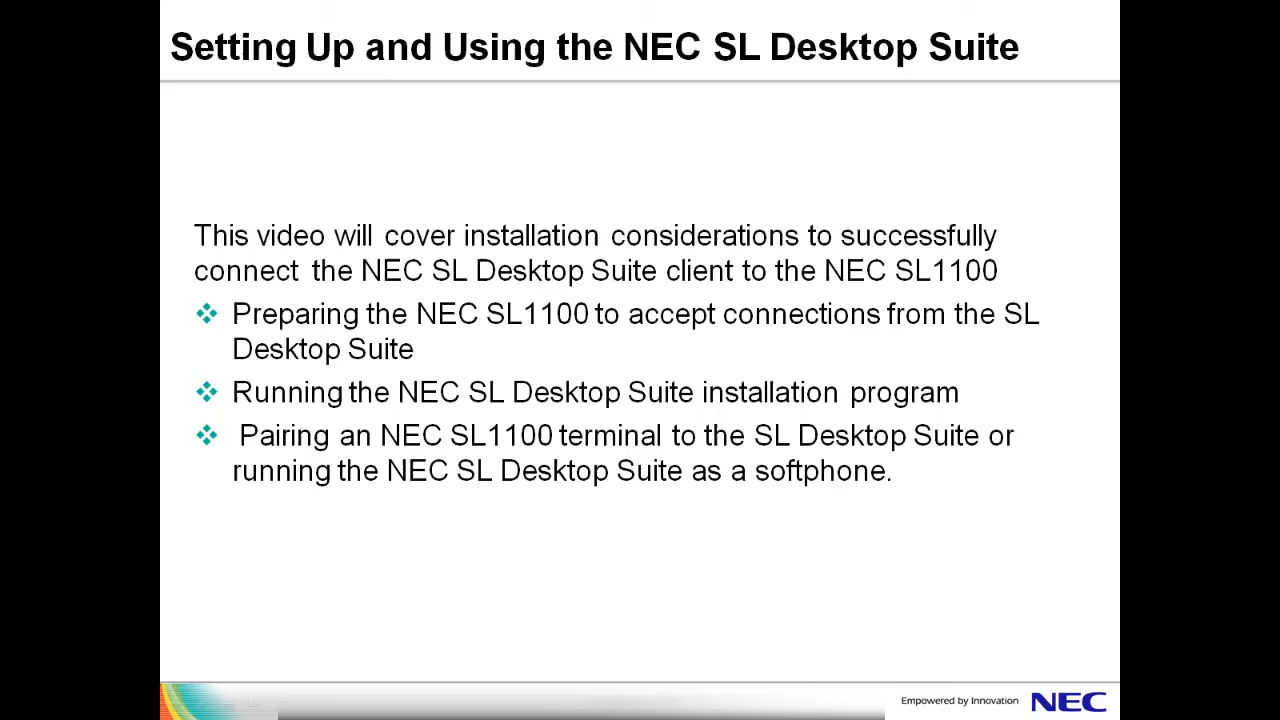 Setting Up and Using the NEC SL Desktop Suite
This video will cover installation considerations to successfully
connect the NEC SL Desktop Suite client to the NEC SL1100
Preparing the NEC SL1100 to accept connections from the SL
Desktop Suite
Running the NEC SL Desktop Suite installation program
Pairing an NEC SL1100 terminal to the SL Desktop Suite or
running the NEC SL Desktop Suite as a softphone.
Empowered by Innovation NEC